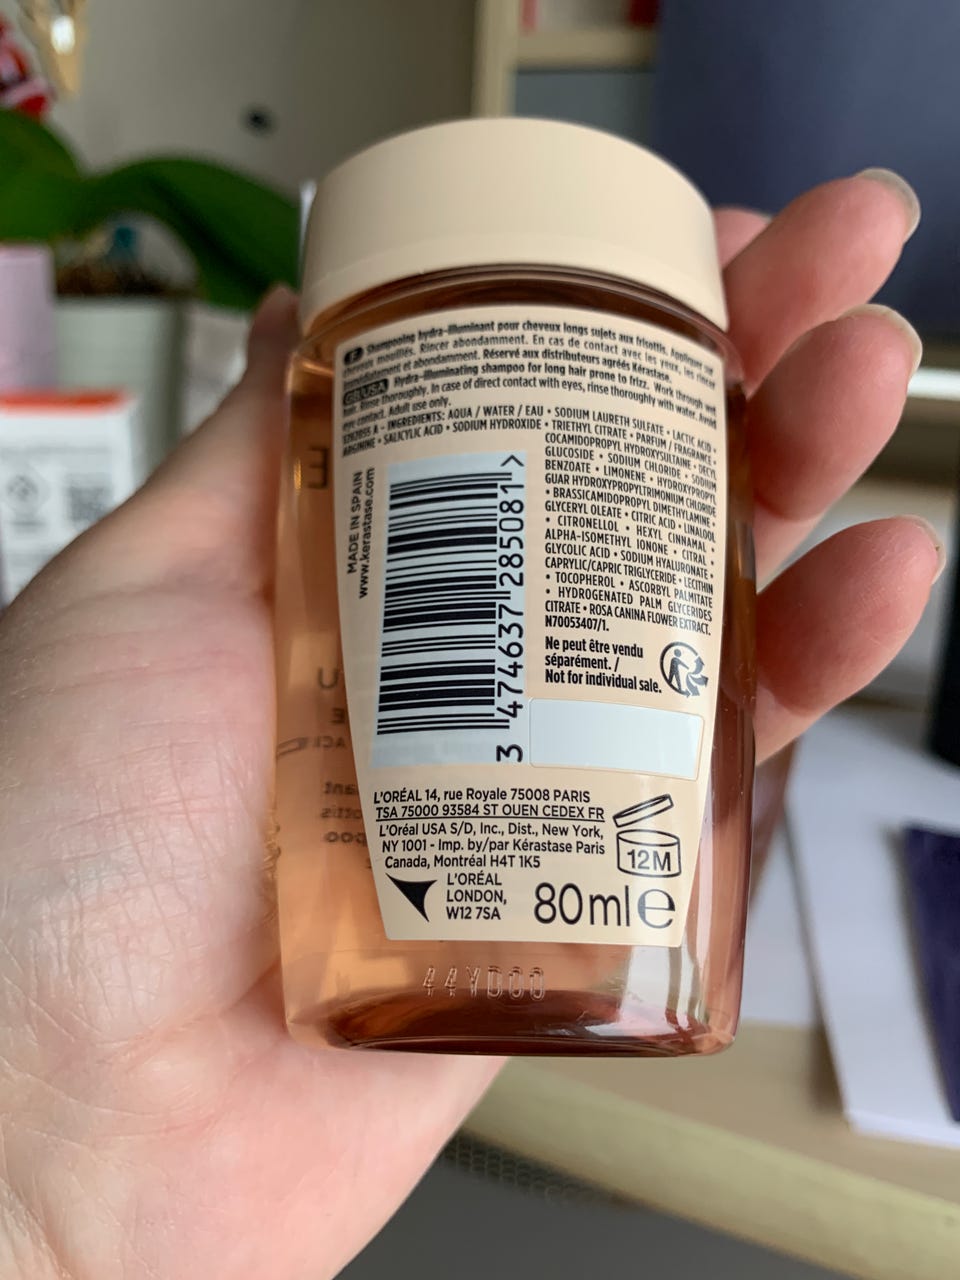 F Shampooing hydra-illuminant pour cheveux longs sujets aux frisottis. Appliquer sur
cheveux mouillés. Rincer abondamment. En cas de contact avec les yeux, les rincer
immédiatement et abondamment. Réservé aux distributeurs agréés Kérastase.
GB/USA Hydra-illuminating shampoo for long hair prone to frizz. Work through wet
hair. Rinse thoroughly. In case of direct contact with eyes, rinse thoroughly with water. Avoid
eye contact. Adult use only.
INGREDIENTS: AQUA / WATER / EAU • SODIUM LAURETH SULFATE • LACTIC ACID •
ARGININE • SALICYLIC ACID • SODIUM HYDROXIDE • TRIETHYL CITRATE • PARFUM / FRAGRANCE •
COCAMIDOPROPYL HYDROXYSULTAINE • DECYL
GLUCOSIDE • SODIUM CHLORIDE • SODIUM
BENZOATE • LIMONENE • HYDROXYPROPYL
GUAR HYDROXYPROPYLTRIMONIUM CHLORIDE
• BRASSICAMIDOPROPYL DIMETHYLAMINE •
GLYCERYL OLEATE • CITRIC ACID • LINALOOL
• CITRONELLOL • HEXYL CINNAMAL •
ALPHA-ISOMETHYL IONONE • CITRAL •
GLYCOLIC ACID • SODIUM HYALURONATE •
CAPRYLIC/CAPRIC TRIGLYCERIDE • LECITHIN
• TOCOPHEROL • ASCORBYL PALMITATE
• HYDROGENATED PALM GLYCERIDES
CITRATE • ROSA CANINA FLOWER EXTRACT.
N70053407/1.
MADE IN SPAIN
www.kerastase.com
3 474637 285081 >
Ne peut être vendu
séparément. /
Not for individual sale.
L'ORÉAL 14, rue Royale 75008 PARIS
TSA 75000 93584 ST OUEN CEDEX FR
L'Oréal USA S/D, Inc., Dist., New York,
NY 1001 - Imp. by/par Kérastase Paris
Canada, Montréal H4T 1K5
12M
L'ORÉAL
LONDON,
W12 7SA
80ml e
44YD00